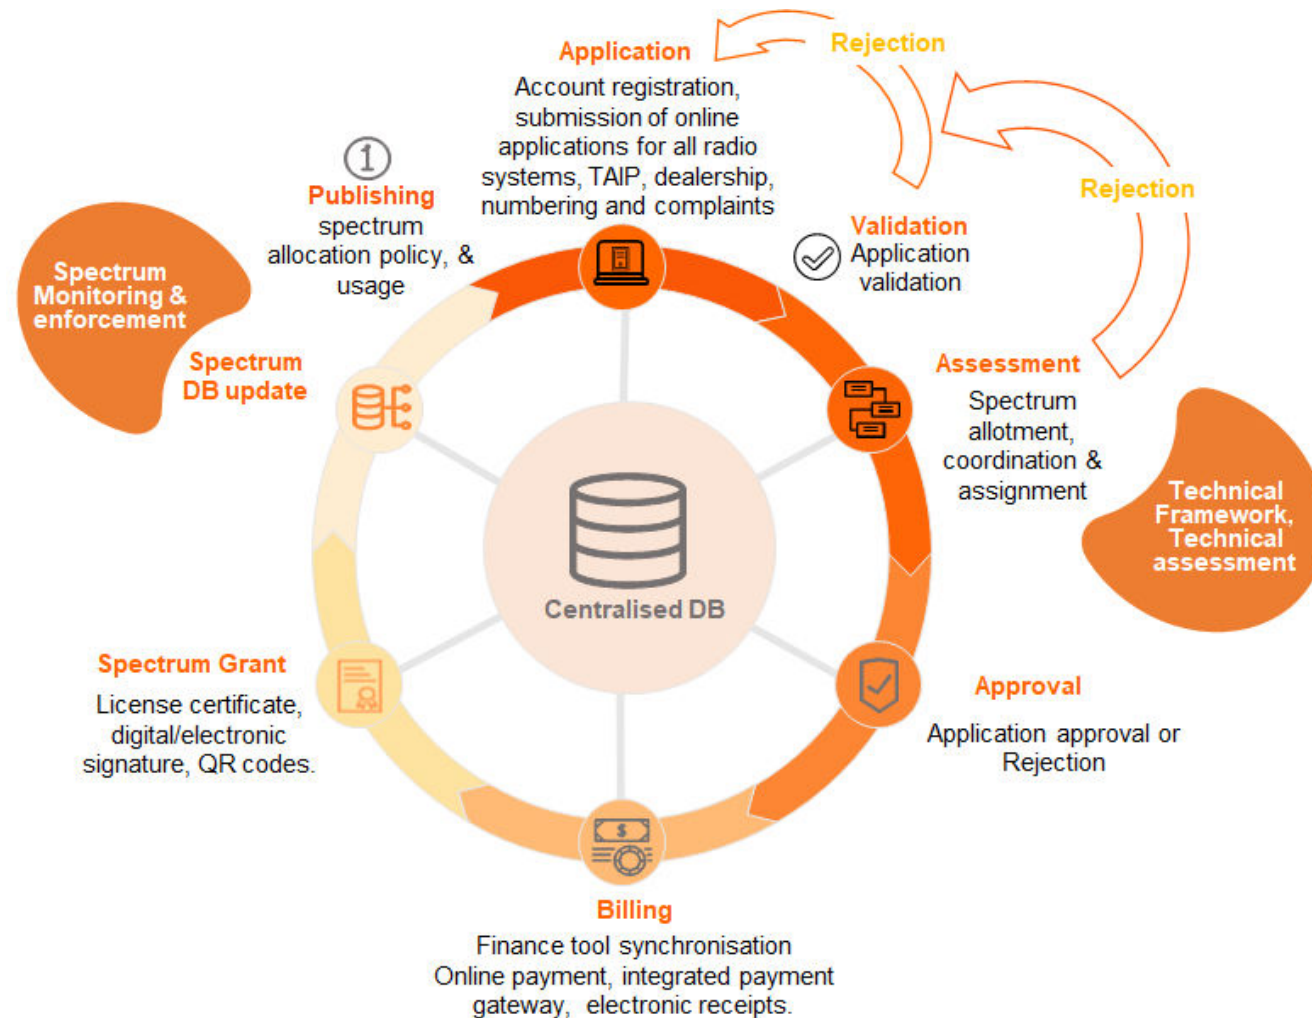 Application
Account registration,
submission of online
applications for all radio
systems, TAIP, dealership,
numbering and complaints
Rejection
Rejection
1
Publishing
spectrum
allocation policy, &
usage
Validation
Application
validation
Spectrum
Monitoring &
enforcement
Spectrum
DB update
Assessment
Spectrum
allotment,
coordination &
assignment
Technical
Framework,
Technical
assessment
Centralised DB
Spectrum Grant
License certificate,
digital/electronic
signature, QR codes.
Approval
Application approval or
Rejection
$
Billing
Finance tool synchronisation
Online payment, integrated payment
gateway, electronic receipts.